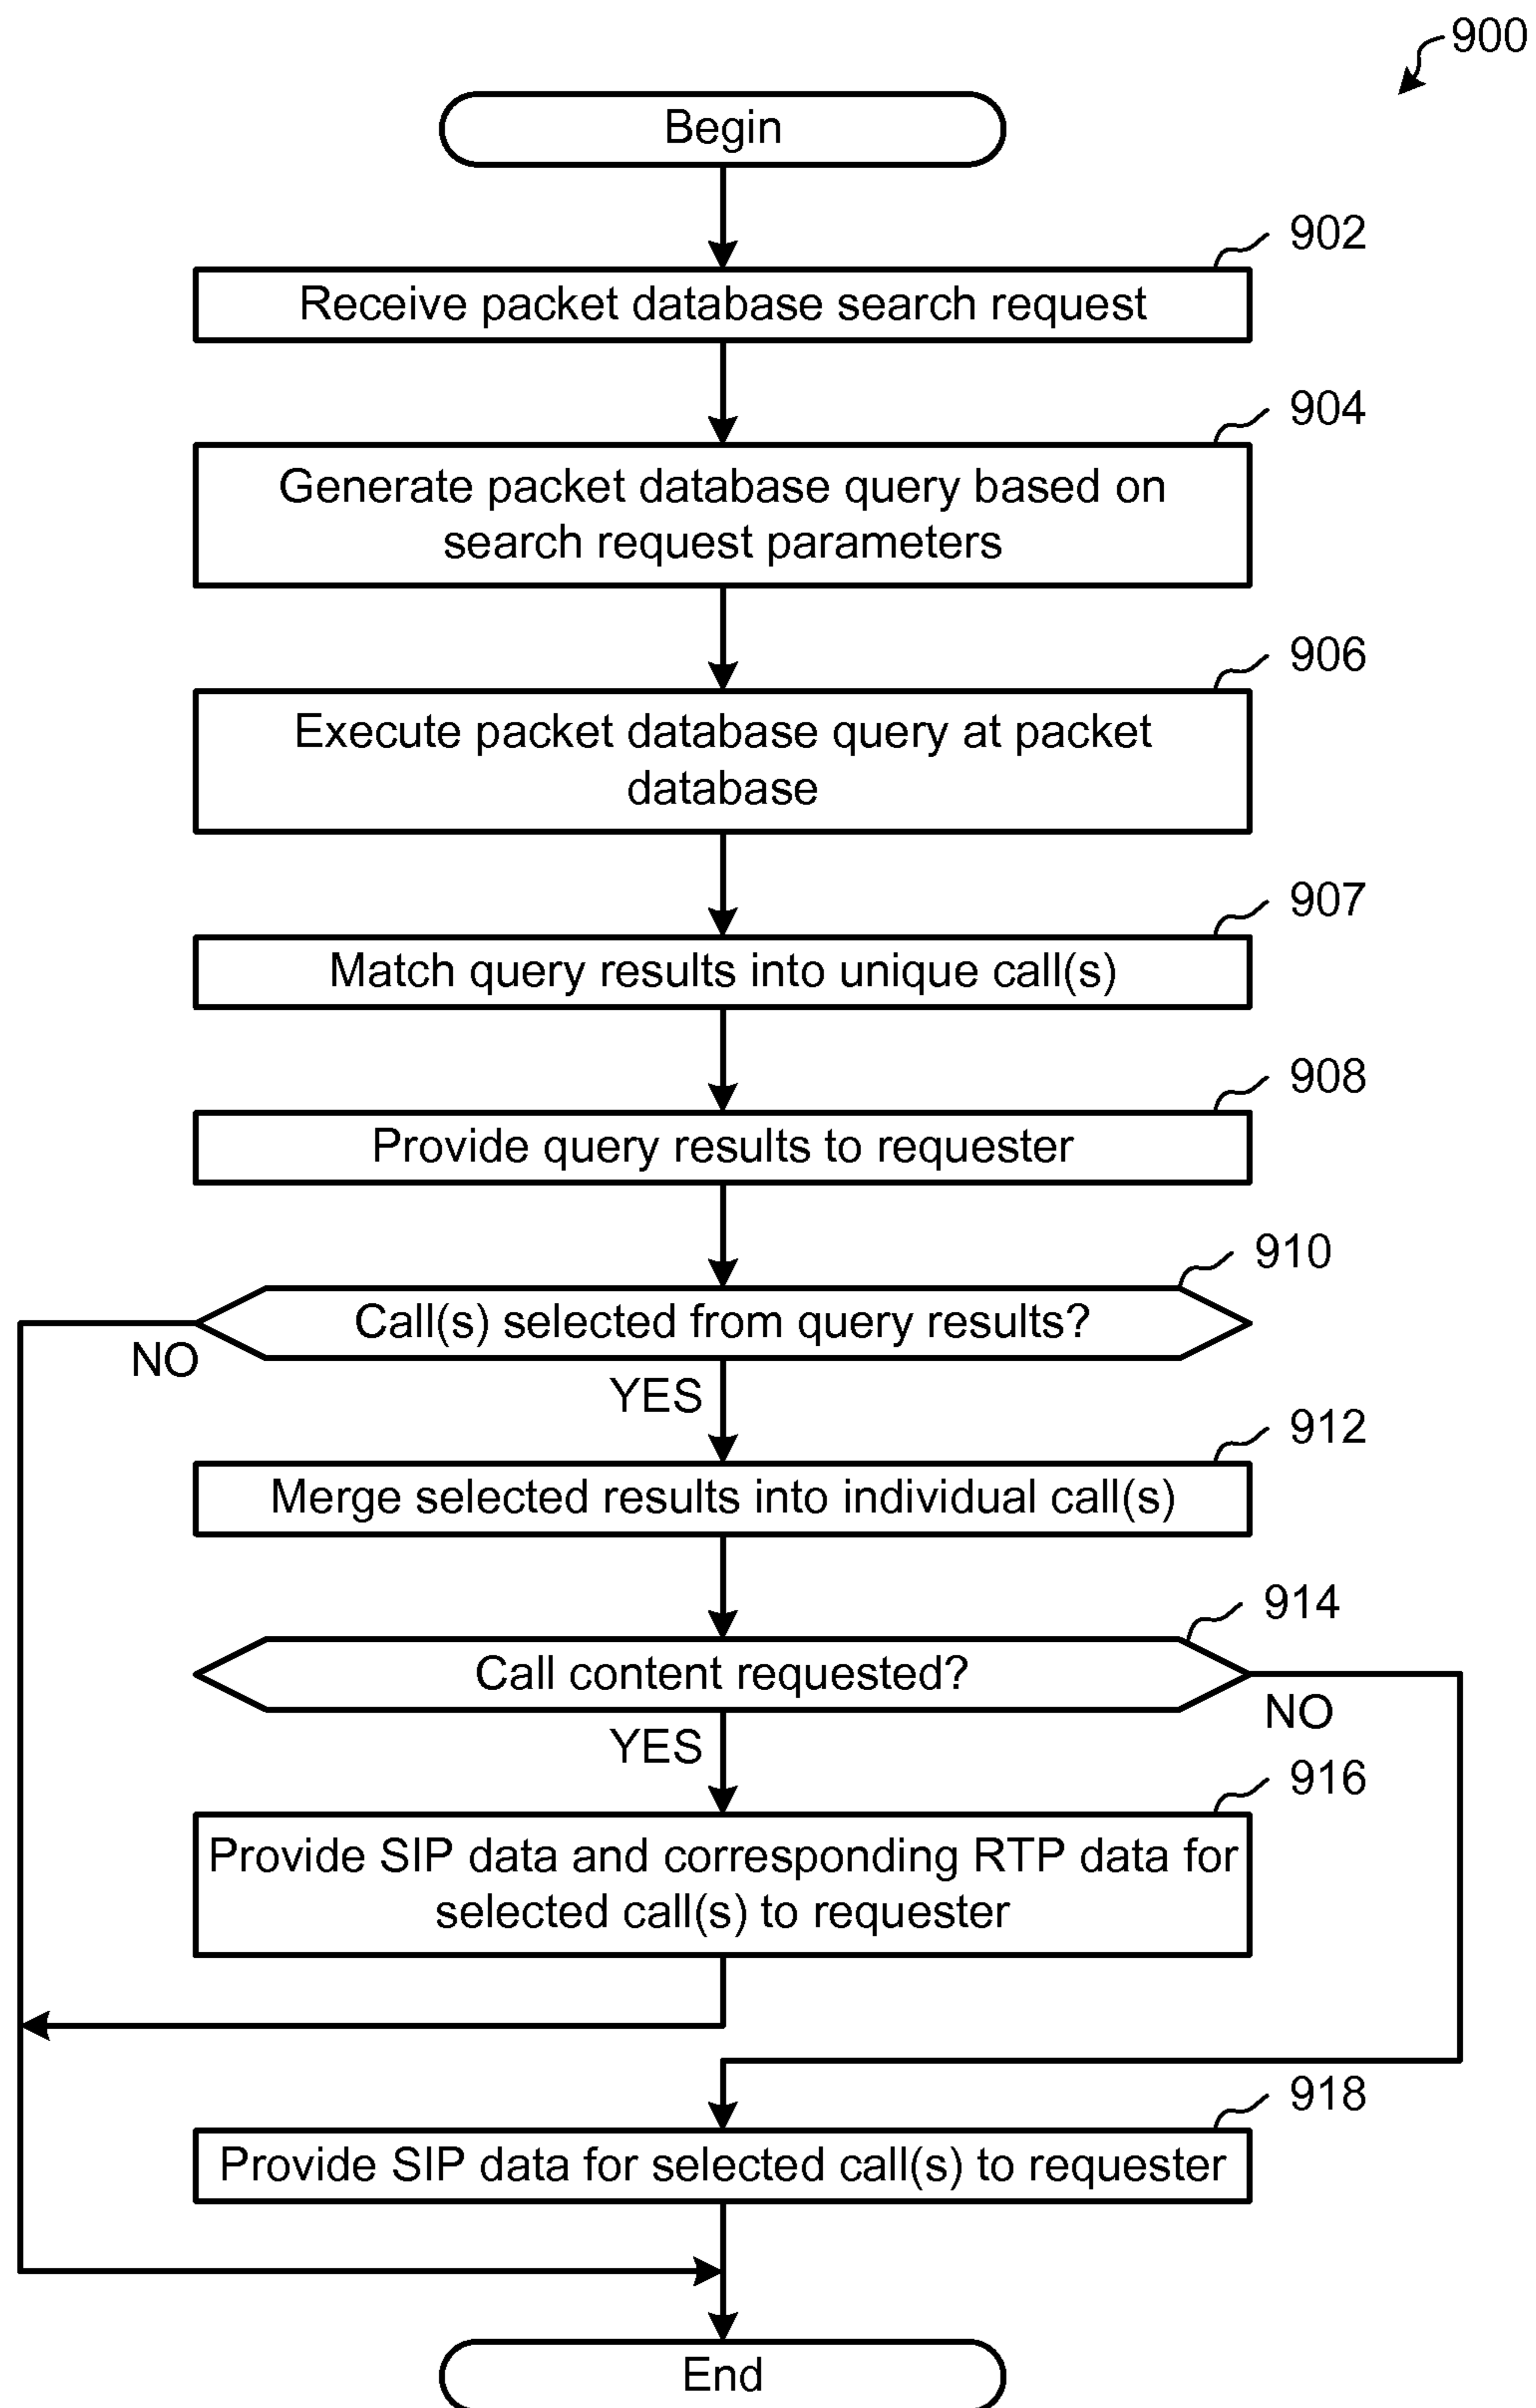 900
Begin
902
Receive packet database search request
904
Generate packet database query based on
search request parameters
906
Execute packet database query at packet
database
907
Match query results into unique call(s)
908
Provide query results to requester
910
Call(s) selected from query results?
NO
YES
912
Merge selected results into individual call(s)
914
Call content requested?
NO
YES
916
Provide SIP data and corresponding RTP data for
selected call(s) to requester
918
Provide SIP data for selected call(s) to requester
End